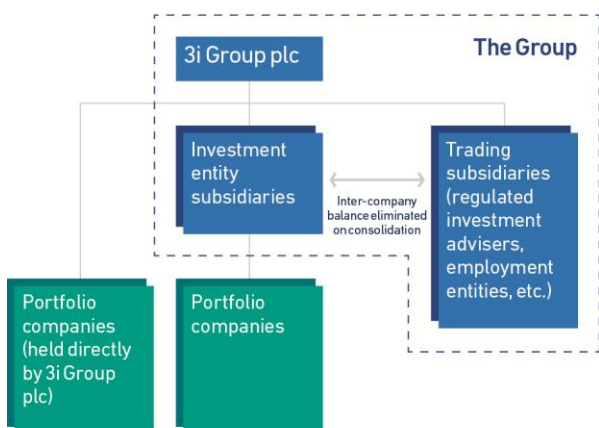 The Group
3i Group plc
Investment
entity
subsidiaries
Inter-company
balance eliminated
on consolidation
Trading
subsidiaries
(regulated
investment
advisers,
employment
entities, etc.)
Portfolio
companies
(held directly
by 3i Group
plc)
Portfolio
companies